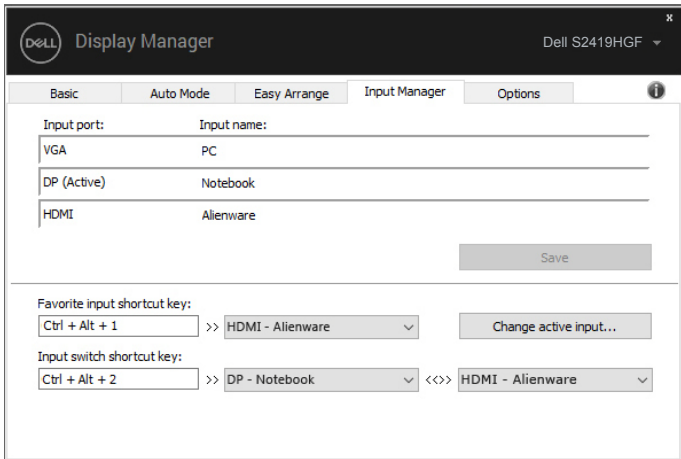 x
DELL Display Manager Dell S2419HGF
Basic Auto Mode Easy Arrange Input Manager Options i
Input port: Input name:
VGA PC
DP (Active) Notebook
HDMI Alienware
Save
Favorite input shortcut key:
Ctrl + Alt + 1 >> HDMI - Alienware Change active input...
Input switch shortcut key:
Ctrl + Alt + 2 >> DP - Notebook <<>> HDMI - Alienware